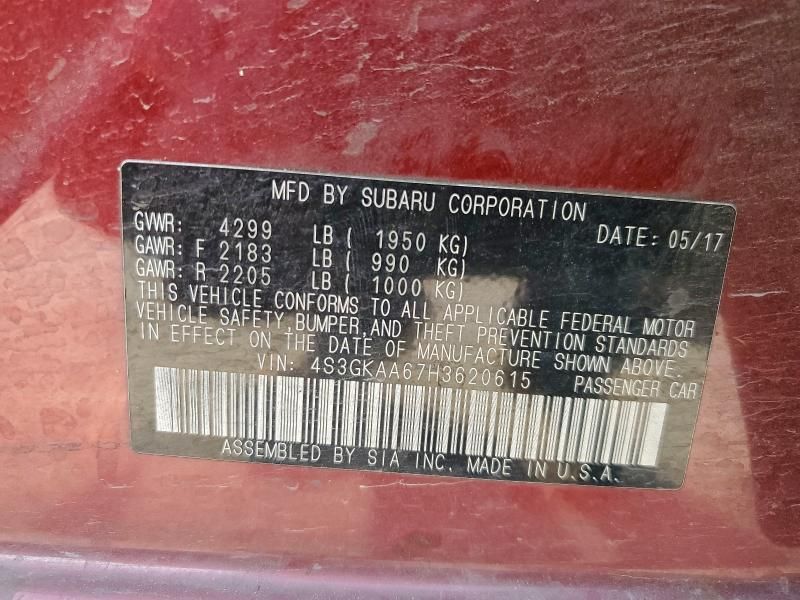 MFD BY SUBARU CORPORATION
GVWR: 4299 LB ( 1950 KG) DATE: 05/17
GAWR: F 2183 LB ( 990 KG)
GAWR: R 2205 LB ( 1000 KG)
THIS VEHICLE CONFORMS TO ALL APPLICABLE FEDERAL MOTOR
VEHICLE SAFETY,BUMPER,AND THEFT PREVENTION STANDARDS
IN EFFECT ON THE DATE OF MANUFACTURE SHOWN ABOVE.
VIN: 4S3GKAA67H3620615 PASSENGER CAR
ASSEMBLED BY SIA INC. MADE IN U.S.A.